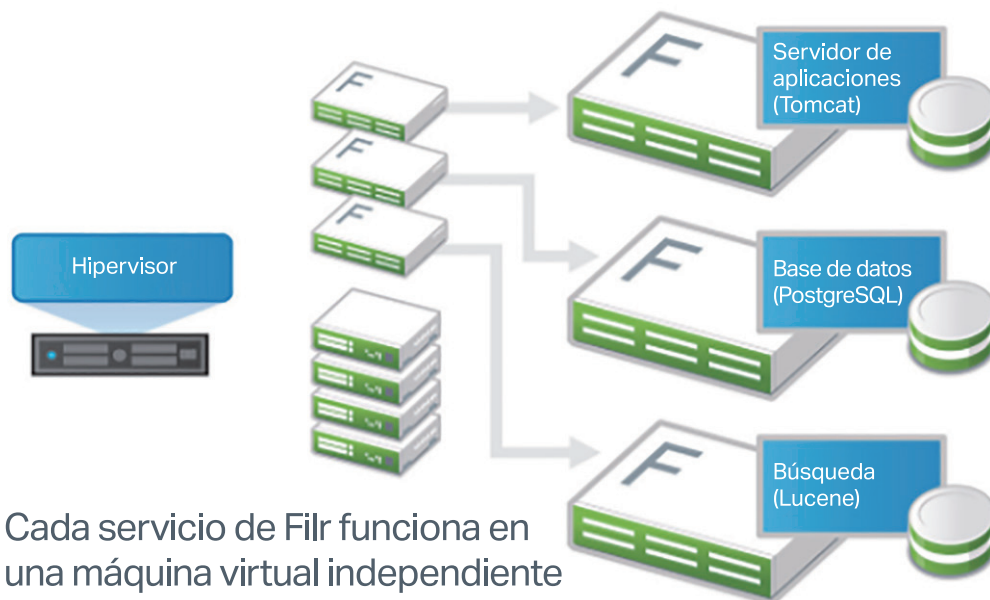 F
Servidor de
aplicaciones
(Tomcat)
F
F
F
Hipervisor
F
Base de datos
(PostgreSQL)
F
Búsqueda
(Lucene)
Cada servicio de Filr funciona en
una máquina virtual independiente